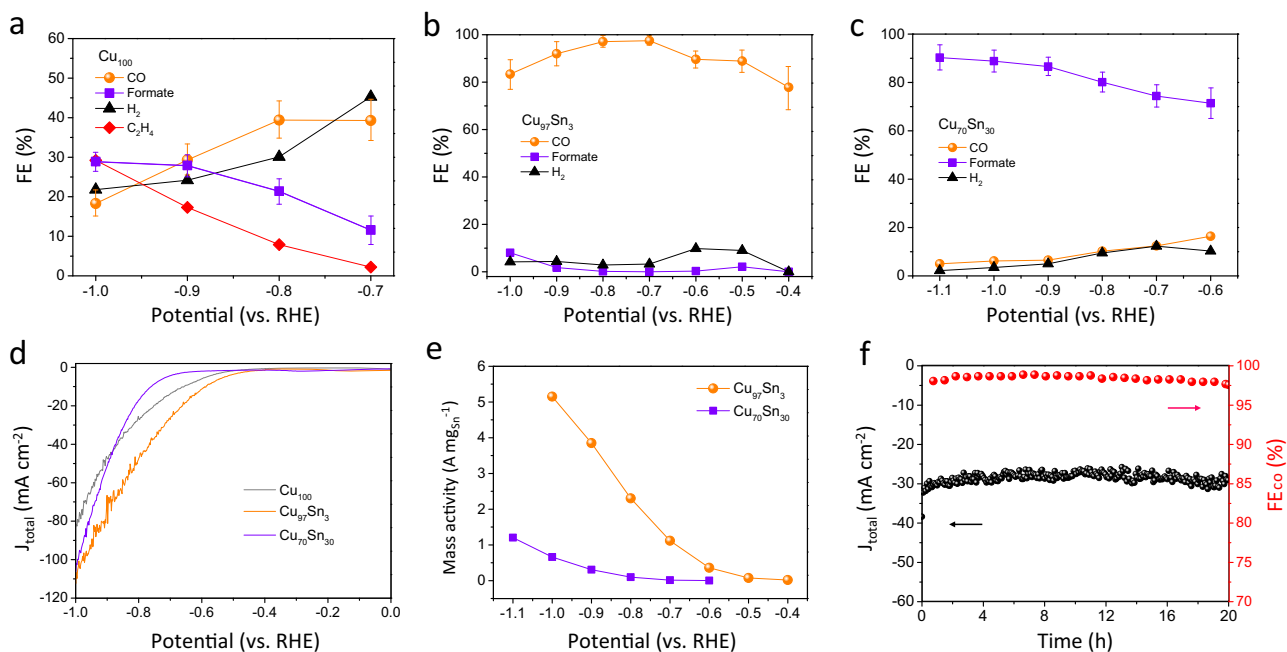 a
Cu₁₀₀
CO
Formate
H₂
C₂H₄
FE (%)
60
50
40
30
20
10
0
-1.0 -0.9 -0.8 -0.7
Potential (vs. RHE)
b
Cu₉₇Sn₃
CO
Formate
H₂
FE (%)
100
80
60
40
20
0
-1.0 -0.9 -0.8 -0.7 -0.6 -0.5 -0.4
Potential (vs. RHE)
c
Cu₇₀Sn₃₀
CO
Formate
H₂
FE (%)
100
80
60
40
20
0
-1.1 -1.0 -0.9 -0.8 -0.7 -0.6
Potential (vs. RHE)
d
Cu₁₀₀
Cu₉₇Sn₃
Cu₇₀Sn₃₀
J_total (mA cm⁻²)
0
-20
-40
-60
-80
-100
-120
-1.0 -0.8 -0.6 -0.4 -0.2 0.0
Potential (vs. RHE)
e
Cu₉₇Sn₃
Cu₇₀Sn₃₀
Mass activity (A mg_Sn⁻¹)
6
5
4
3
2
1
0
-1.1 -1.0 -0.9 -0.8 -0.7 -0.6 -0.5 -0.4
Potential (vs. RHE)
f
J_total (mA cm⁻²)
0
-10
-20
-30
-40
-50
-60
FE_CO (%)
100
95
90
85
80
75
70
0 4 8 12 16 20
Time (h)